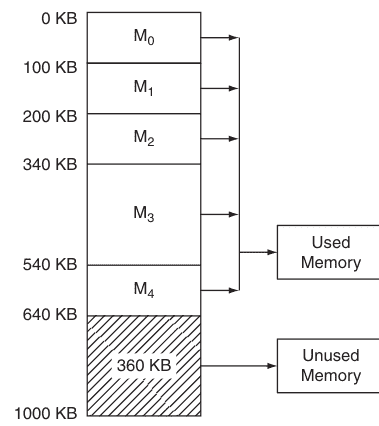 0 KB
M₀
100 KB
M₁
200 KB
M₂
340 KB
M₃
540 KB
Used
Memory
M₄
640 KB
360 KB
Unused
Memory
1000 KB